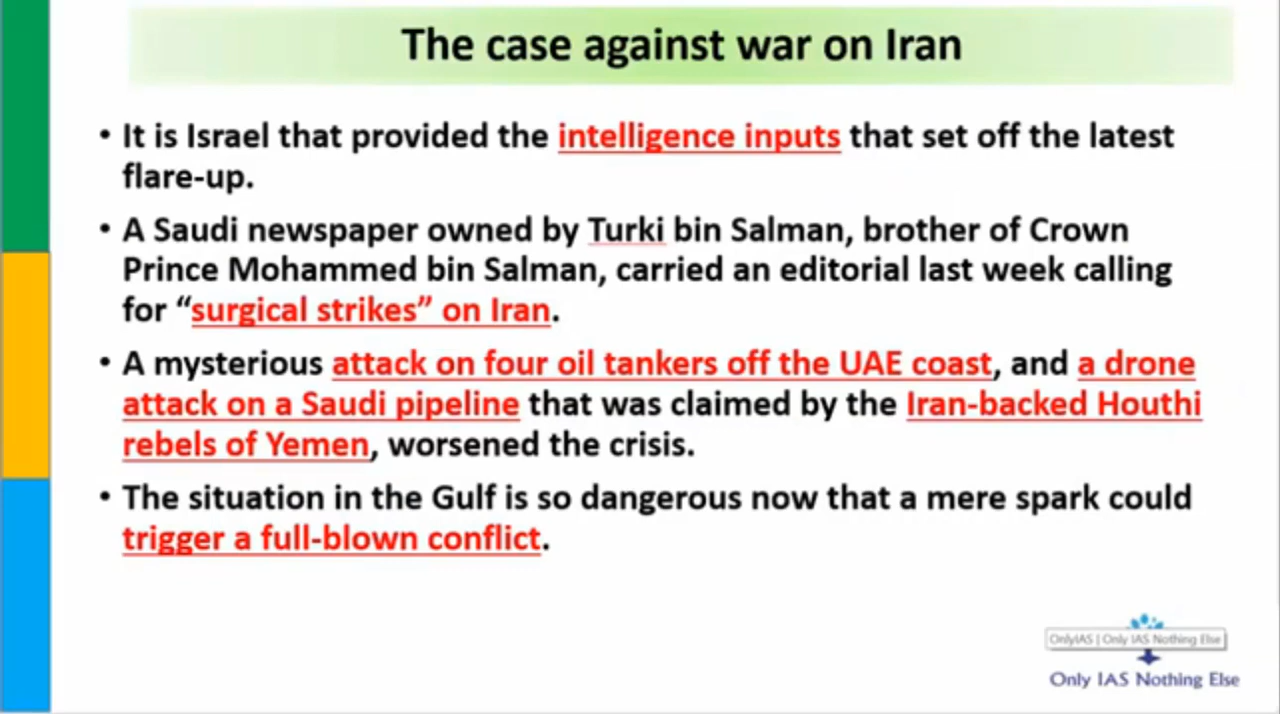 The case against war on Iran
• It is Israel that provided the intelligence inputs that set off the latest
flare-up.
• A Saudi newspaper owned by Turki bin Salman, brother of Crown
Prince Mohammed bin Salman, carried an editorial last week calling
for “surgical strikes” on Iran.
• A mysterious attack on four oil tankers off the UAE coast, and a drone
attack on a Saudi pipeline that was claimed by the Iran-backed Houthi
rebels of Yemen, worsened the crisis.
• The situation in the Gulf is so dangerous now that a mere spark could
trigger a full-blown conflict.
OnlyIAS | Only IAS Nothing Else
Only IAS Nothing Else